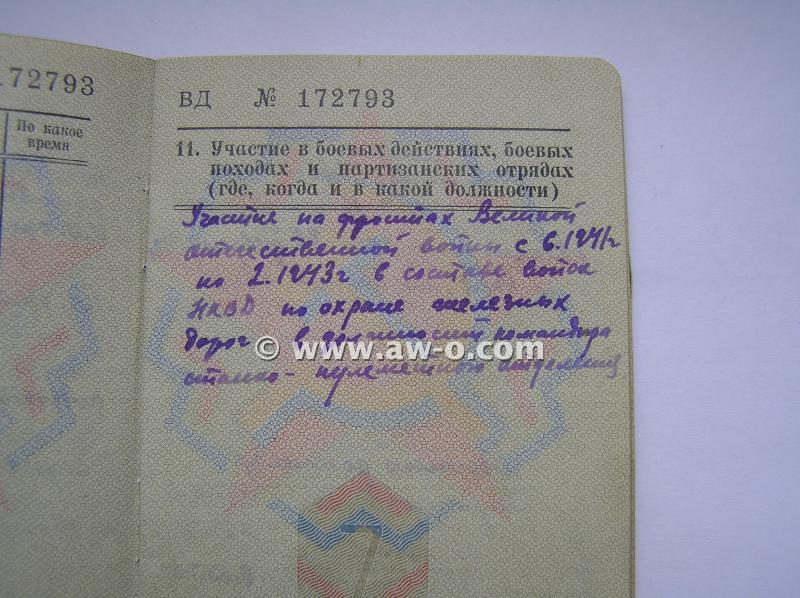 172793
По какое
время
ВД № 172793
11. Участие в боевых действиях, боевых
походах и партизанских отрядах
(где, когда и в какой должности)
Участие на фронтах Великой
отечественной войны с 6.1941г
по 2.1943г в составе войск
НКВД по охране железных
дорог в должности командира
станко-пулеметного отделения
© www.aw-o.com